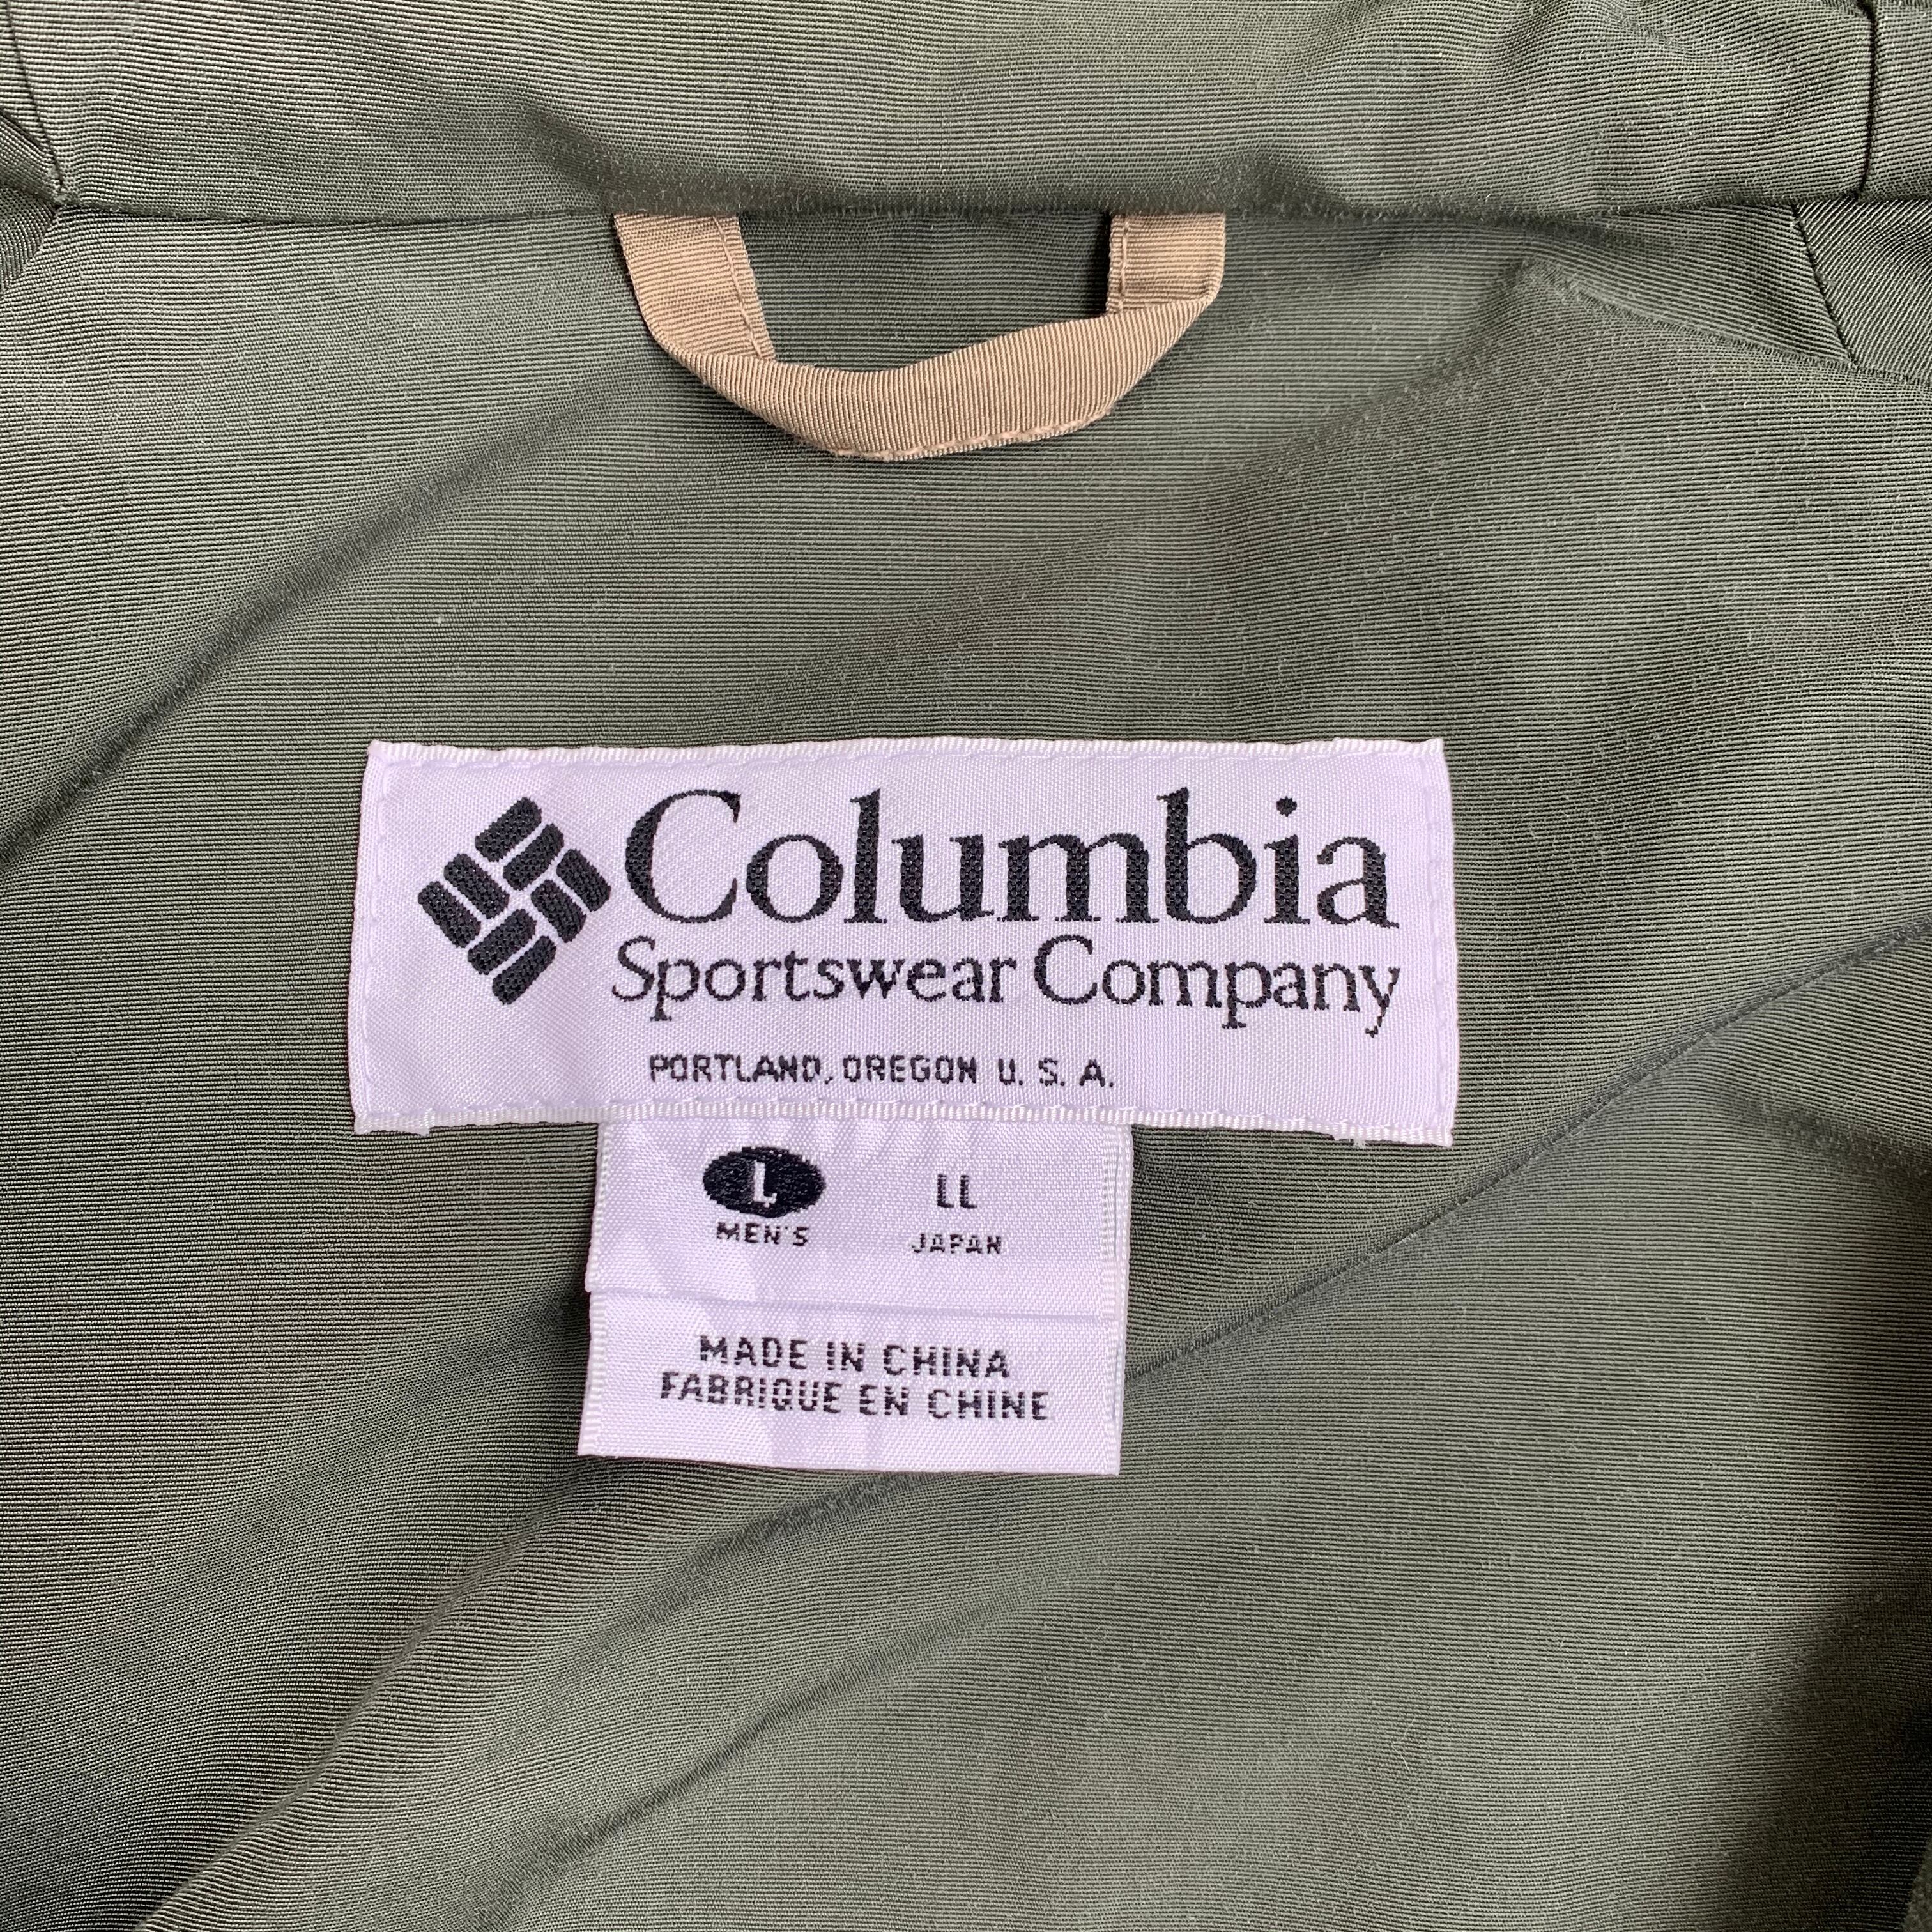 Columbia
Sportswear Company
PORTLAND, OREGON U. S. A.
L LL
MEN'S JAPAN
MADE IN CHINA
FABRIQUE EN CHINE